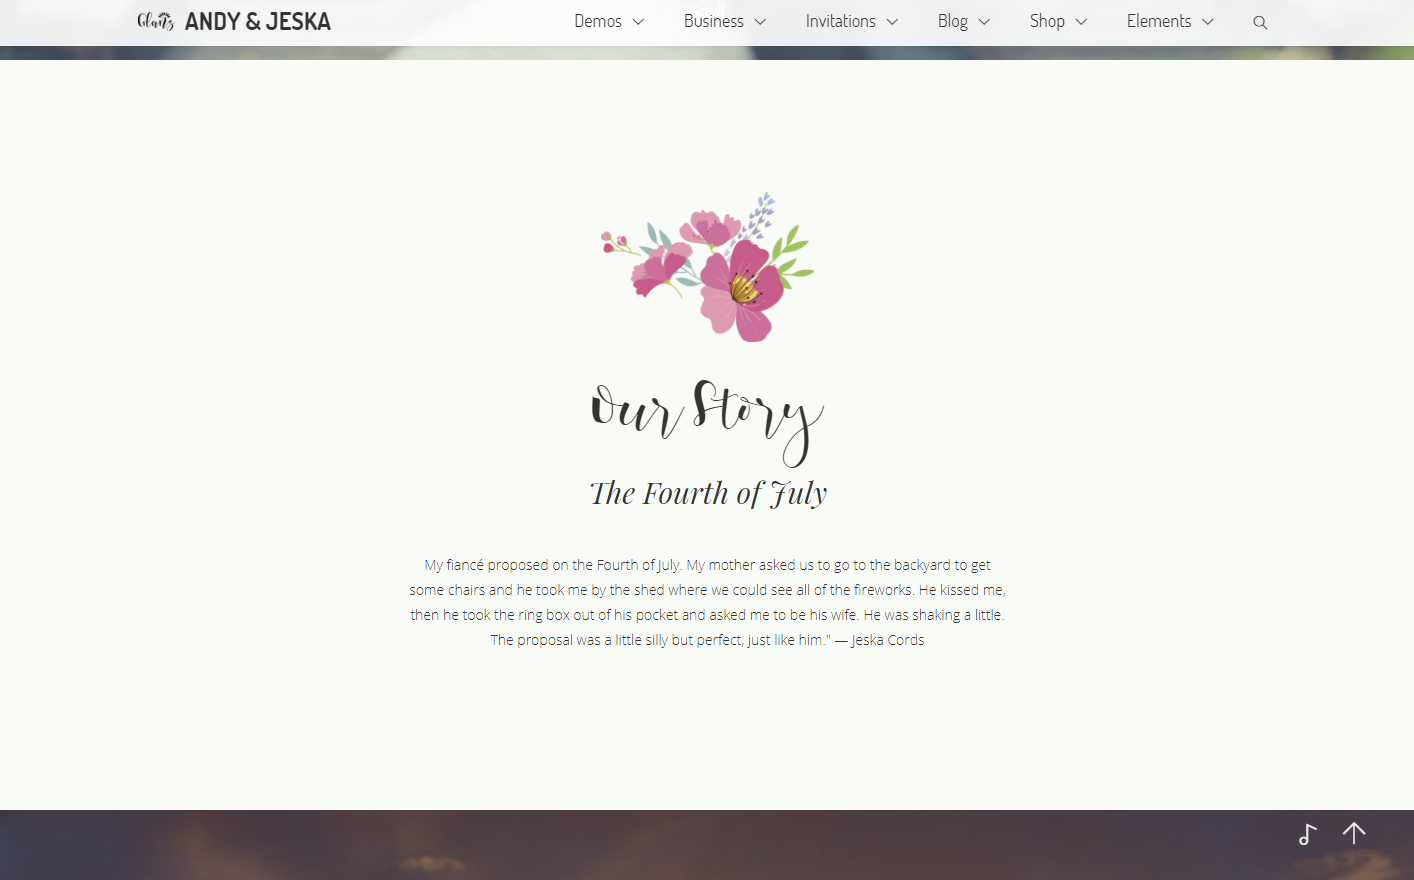 Glantz ANDY & JESKA Demos Business Invitations Blog Shop Elements
Scroll
Our Story
The Fourth of July
My fiancé proposed on the Fourth of July. My mother asked us to go to the backyard to get
some chairs and he took me by the shed where we could see all of the fireworks. He kissed me,
then he took the ring box out of his pocket and asked me to be his wife. He was shaking a little.
The proposal was a little silly but perfect, just like him." — Jeska Cords